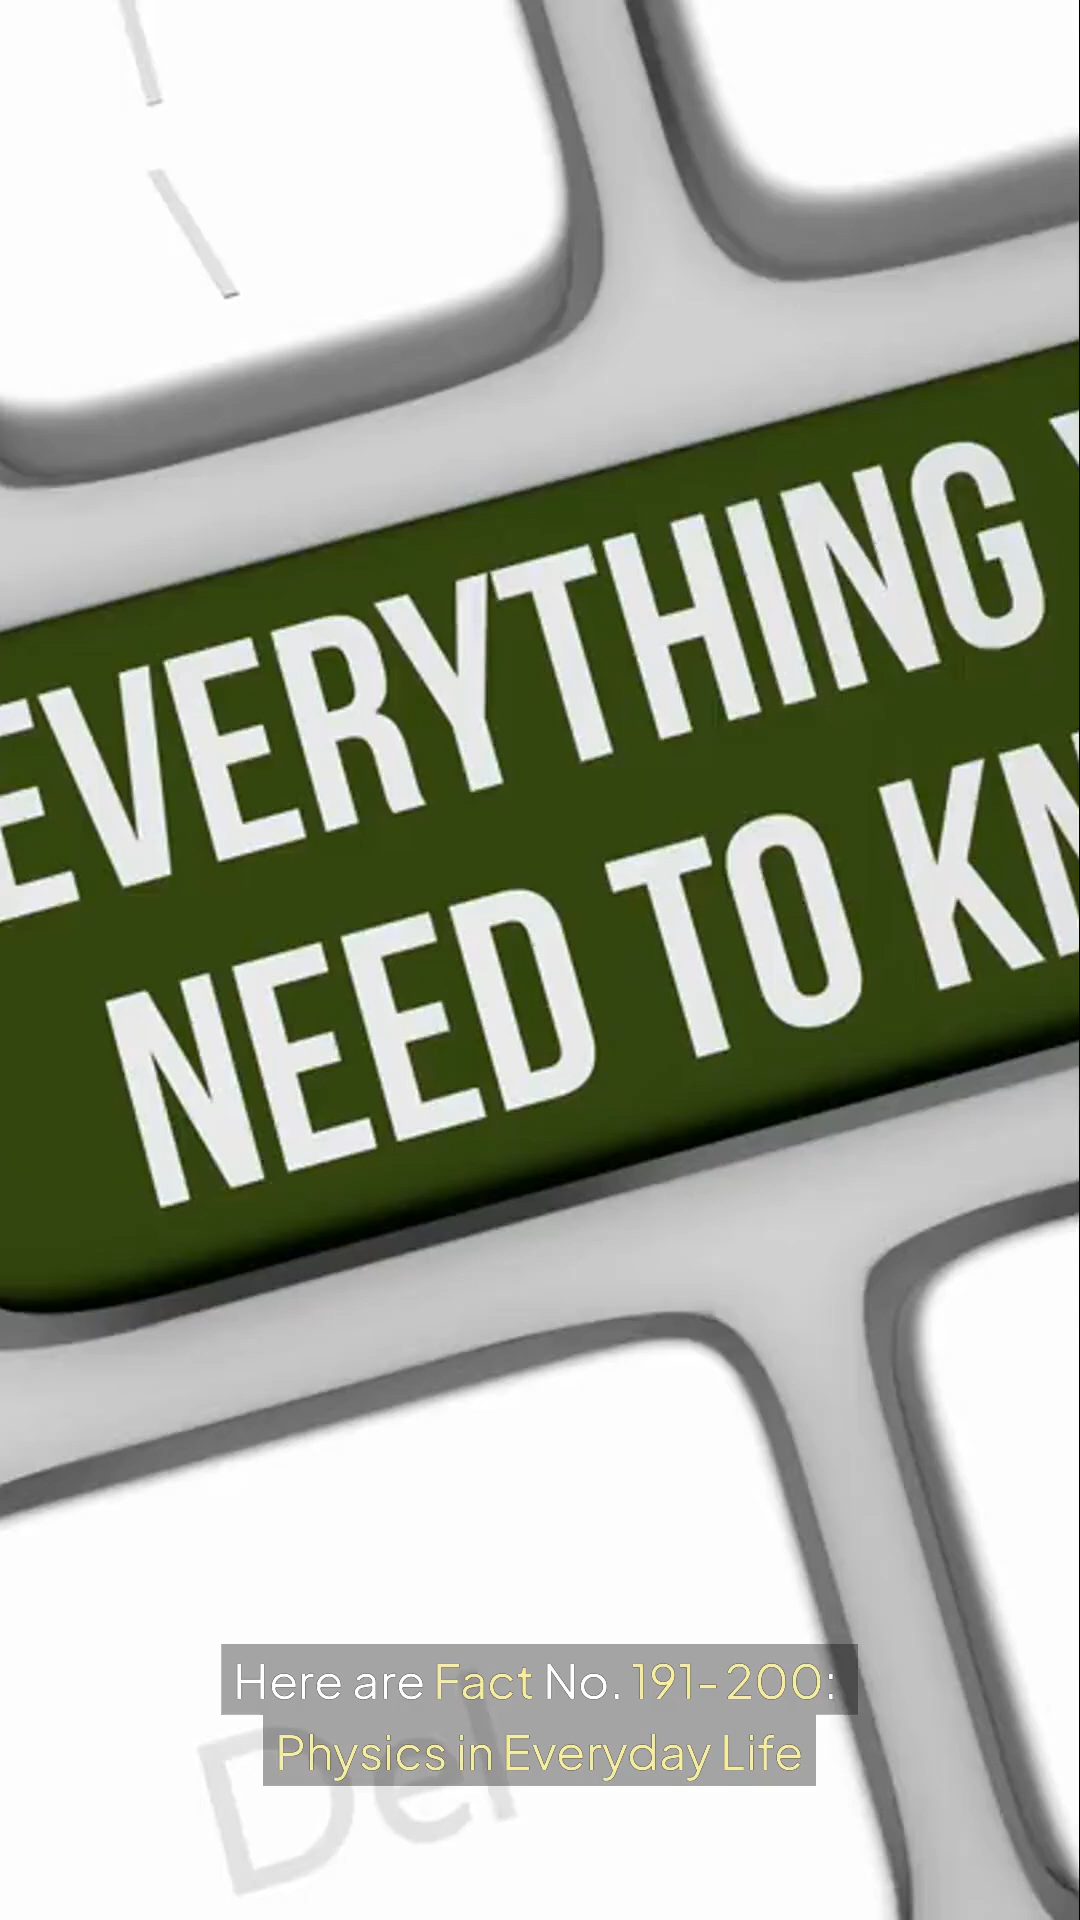 EVERYTHING
NEED TO KN
Here are Fact No. 191-200:
Physics in Everyday Life
Del